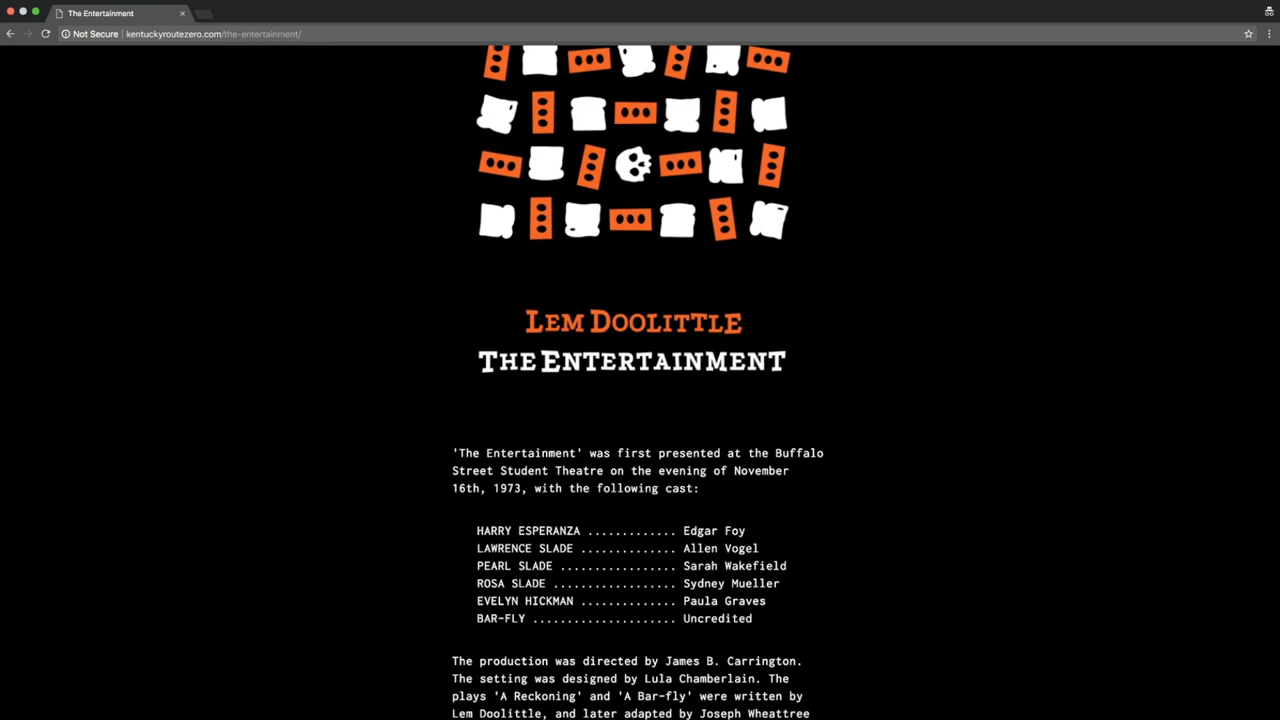 The Entertainment
Not Secure | kentuckyroutezero.com/the-entertainment/
LEM DOOLITTLE
THE ENTERTAINMENT
'The Entertainment' was first presented at the Buffalo
Street Student Theatre on the evening of November
16th, 1973, with the following cast:
HARRY ESPERANZA ............. Edgar Foy
LAWRENCE SLADE .............. Allen Vogel
PEARL SLADE ................. Sarah Wakefield
ROSA SLADE .................. Sydney Mueller
EVELYN HICKMAN .............. Paula Graves
BAR-FLY ..................... Uncredited
The production was directed by James B. Carrington.
The setting was designed by Lula Chamberlain. The
plays 'A Reckoning' and 'A Bar-fly' were written by
Lem Doolittle, and later adapted by Joseph Wheattree